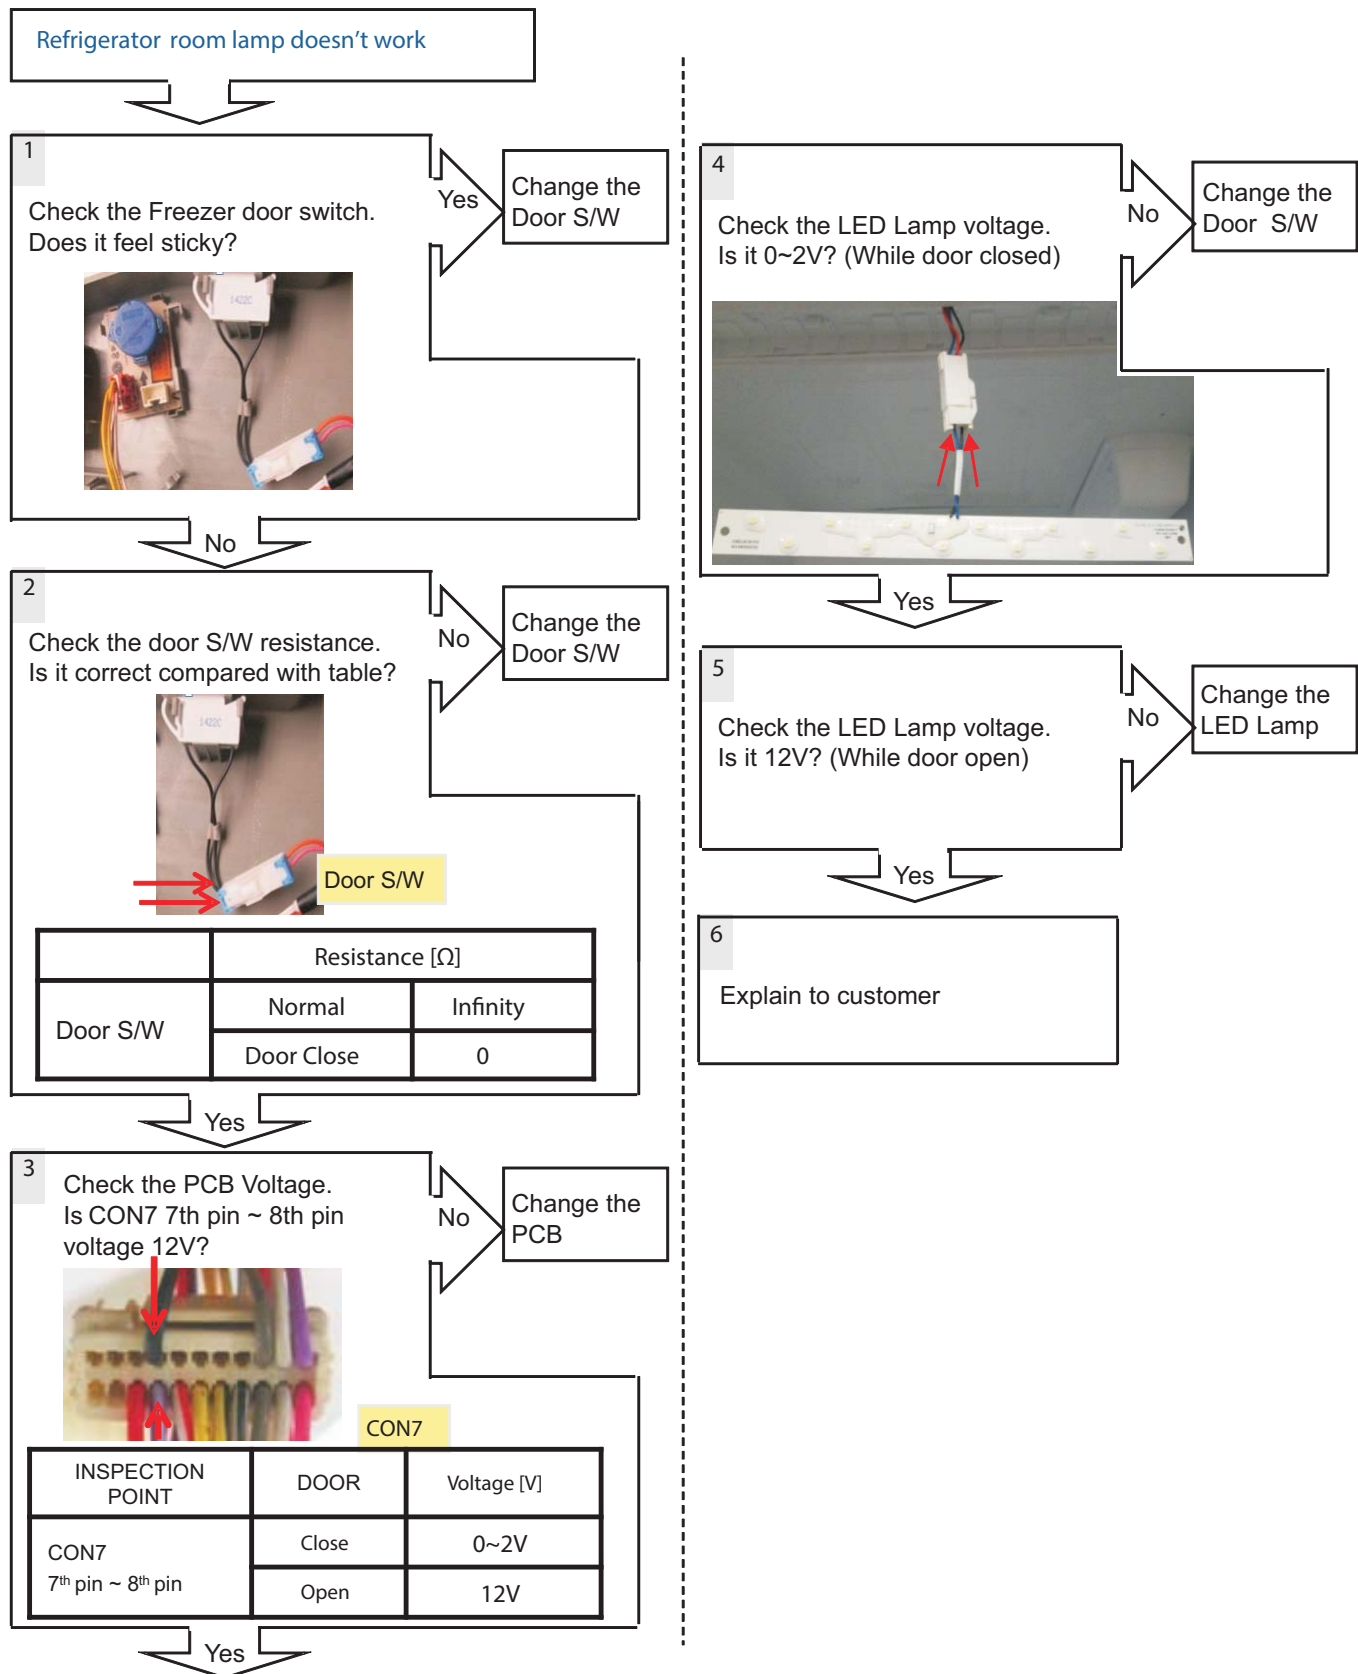 Refrigerator room lamp doesn't work
1
Check the Freezer door switch.
Does it feel sticky?
1422C
Yes
Change the
Door S/W
No
2
Check the door S/W resistance.
Is it correct compared with table?
1422C
Door S/W
No
Change the
Door S/W
Resistance [Ω]
Door S/W
Normal
Infinity
Door Close
0
Yes
3
Check the PCB Voltage.
Is CON7 7th pin ~ 8th pin
voltage 12V?
No
Change the
PCB
CON7
INSPECTION
POINT
DOOR
Voltage [V]
CON7
7th pin ~ 8th pin
Close
0~2V
Open
12V
Yes
4
Check the LED Lamp voltage.
Is it 0~2V? (While door closed)
No
Change the
Door S/W
Yes
5
Check the LED Lamp voltage.
Is it 12V? (While door open)
No
Change the
LED Lamp
Yes
6
Explain to customer